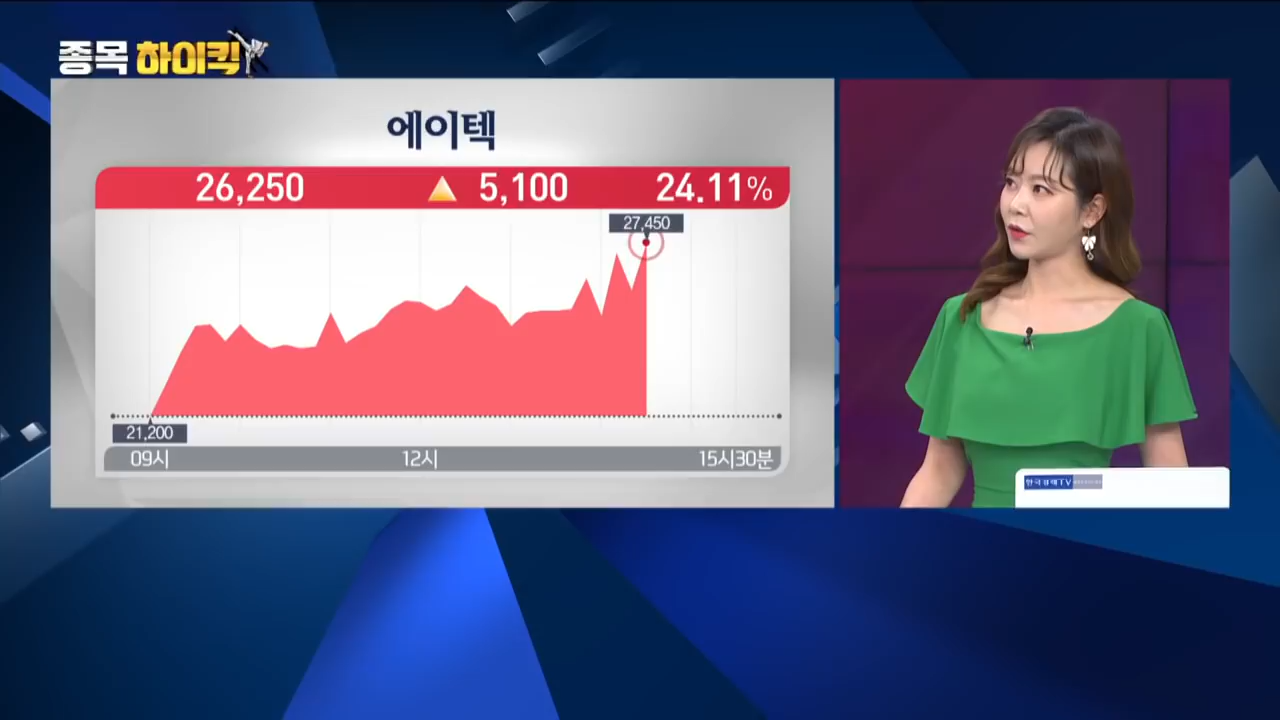 종목 하이킥
에이텍
26,250 ▲ 5,100 24.11%
27,450
21,200
09시 12시 15시30분
한국경제TV